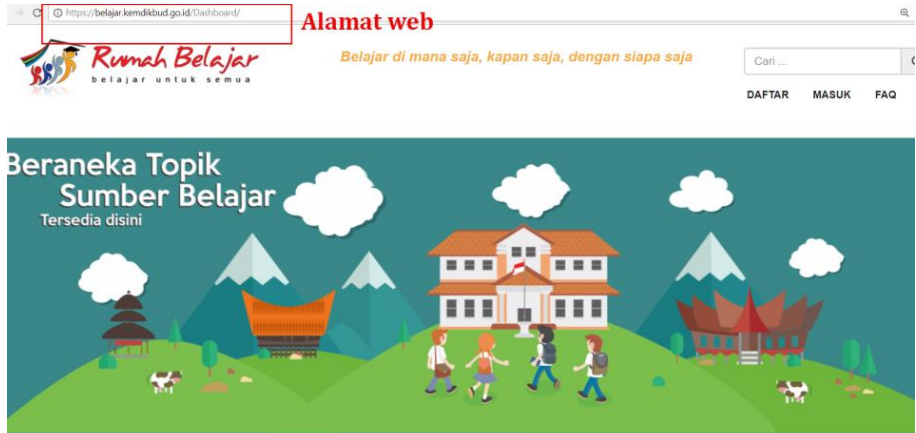 https://belajar.kemdikbud.go.id/Dashboard/
Alamat web
Rumah Belajar
belajar untuk semua
Belajar di mana saja, kapan saja, dengan siapa saja
Cari ...
DAFTAR MASUK FAQ
Beraneka Topik
Sumber Belajar
Tersedia disini